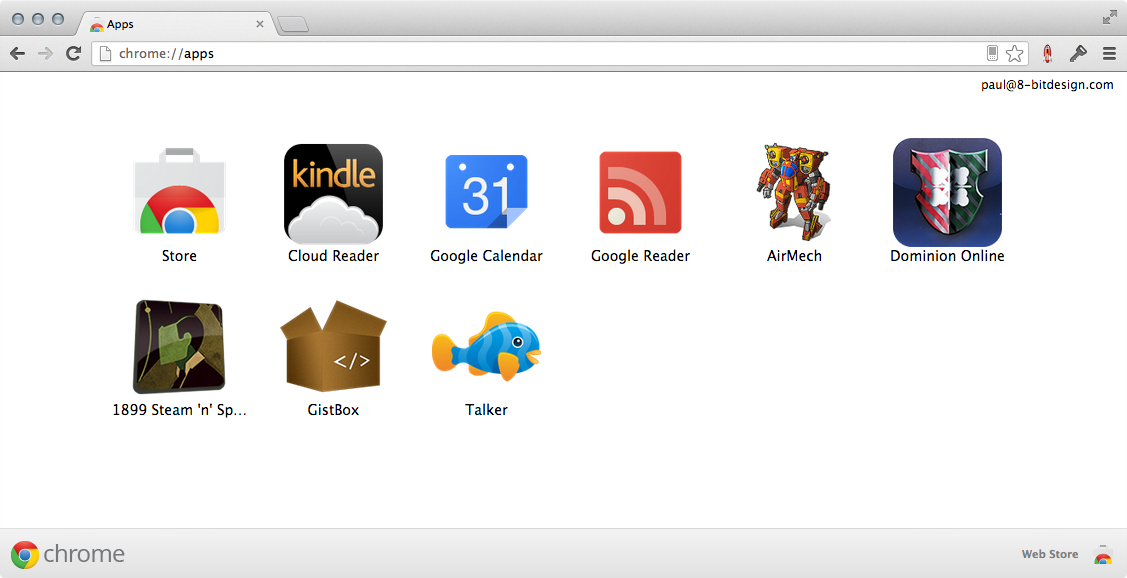 Apps
chrome://apps
paul@8-bitdesign.com
kindle
31
Store
Cloud Reader
Google Calendar
Google Reader
AirMech
Dominion Online
</>
1899 Steam 'n' Sp...
GistBox
Talker
chrome
Web Store